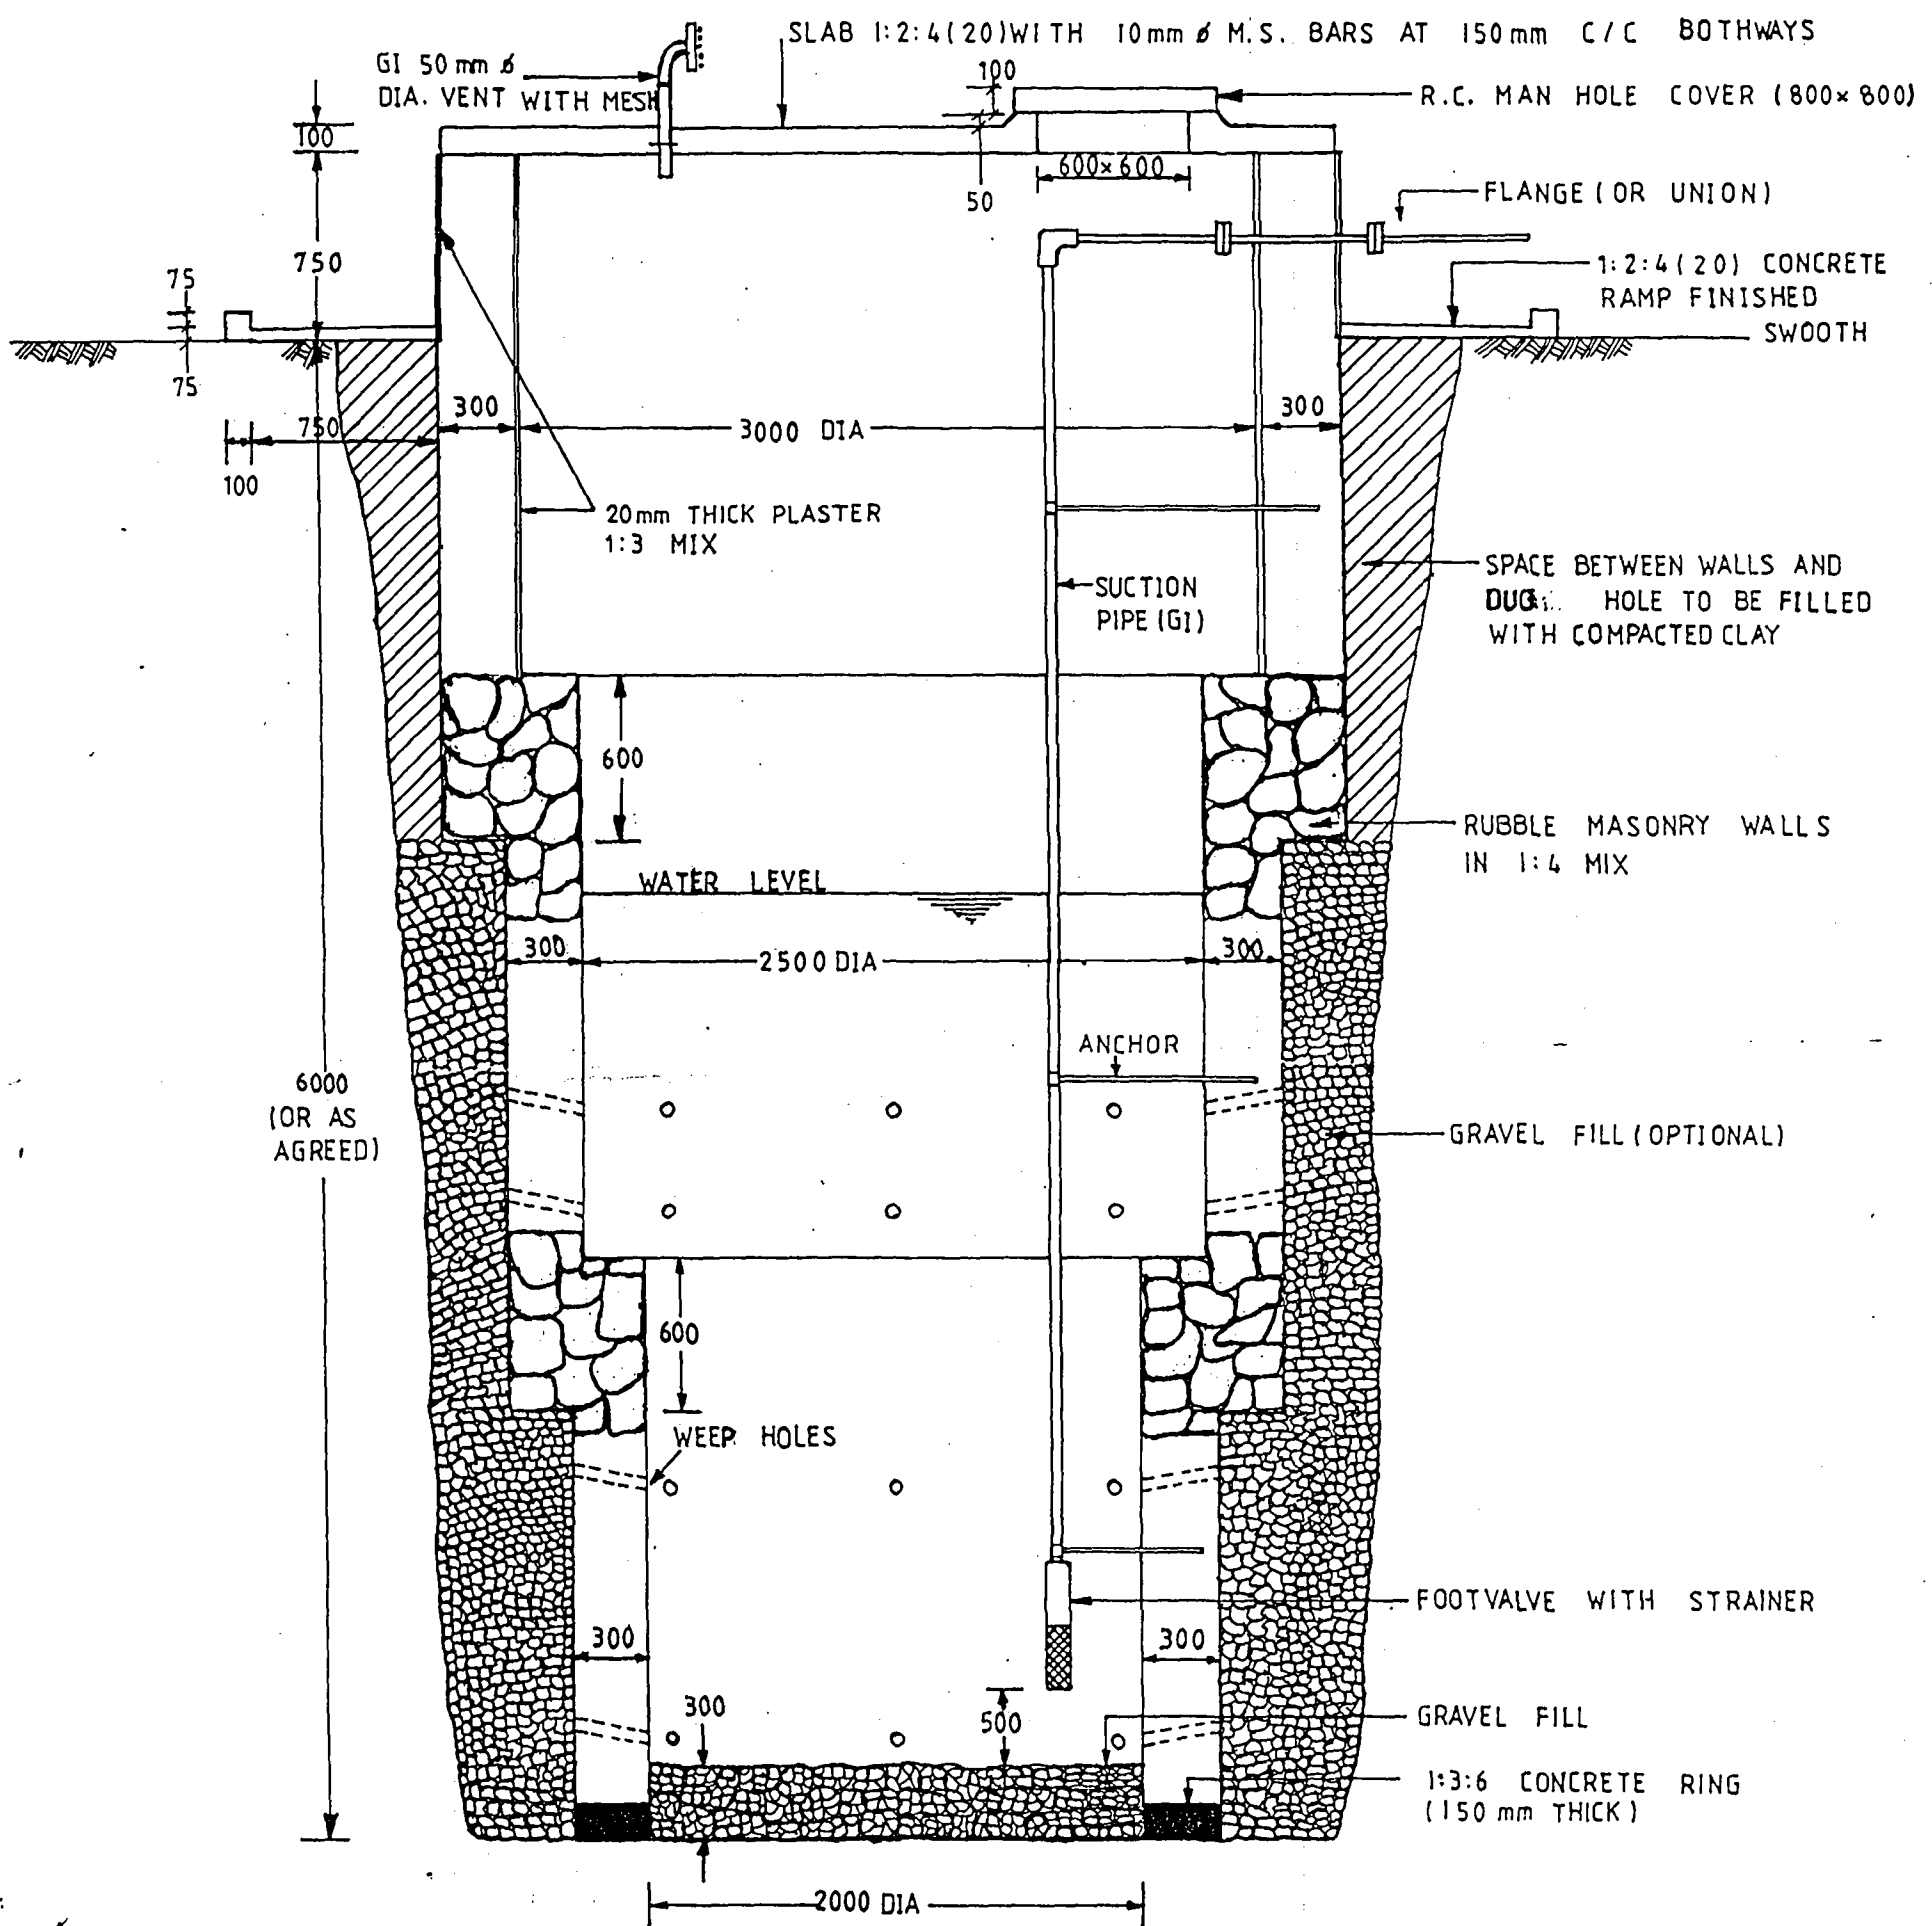 SLAB 1:2:4(20)WITH 10mm ø M.S. BARS AT 150mm C/C BOTHWAYS
GI 50 mm ø
DIA. VENT WITH MESH
100
R.C. MAN HOLE COVER (800×800)
100
600×600
50
FLANGE (OR UNION)
750
75
1:2:4(20) CONCRETE
RAMP FINISHED
SWOOTH
75
300
3000 DIA
300
750
100
20mm THICK PLASTER
1:3 MIX
SUCTION
PIPE (GI)
SPACE BETWEEN WALLS AND
DUG HOLE TO BE FILLED
WITH COMPACTED CLAY
600
RUBBLE MASONRY WALLS
IN 1:4 MIX
WATER LEVEL
300
2500 DIA
300
ANCHOR
6000
(OR AS
AGREED)
GRAVEL FILL (OPTIONAL)
600
WEEP HOLES
FOOTVALVE WITH STRAINER
300
300
300
500
GRAVEL FILL
1:3:6 CONCRETE RING
(150 mm THICK)
2000 DIA